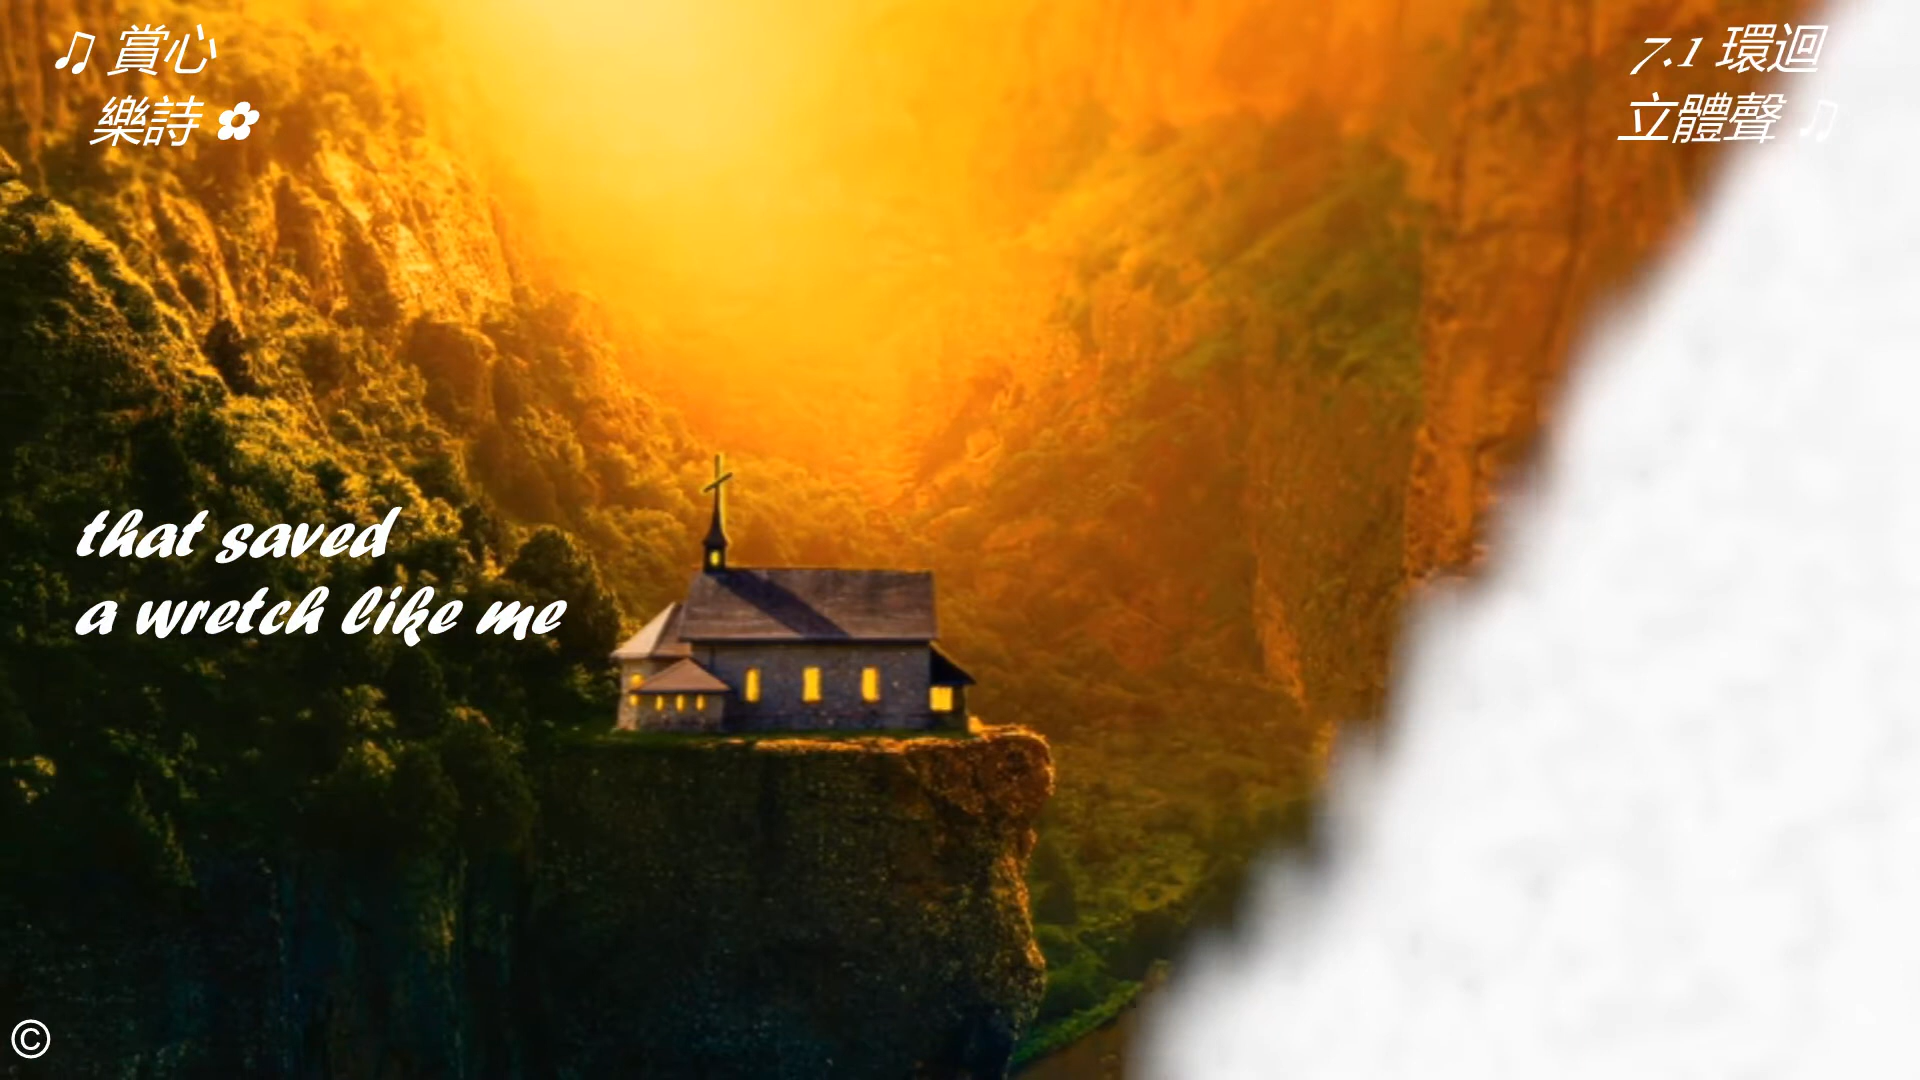 ♫ 賞心
樂詩 ✿
7.1 環迴
立體聲 ♫
that saved
a wretch like me
©